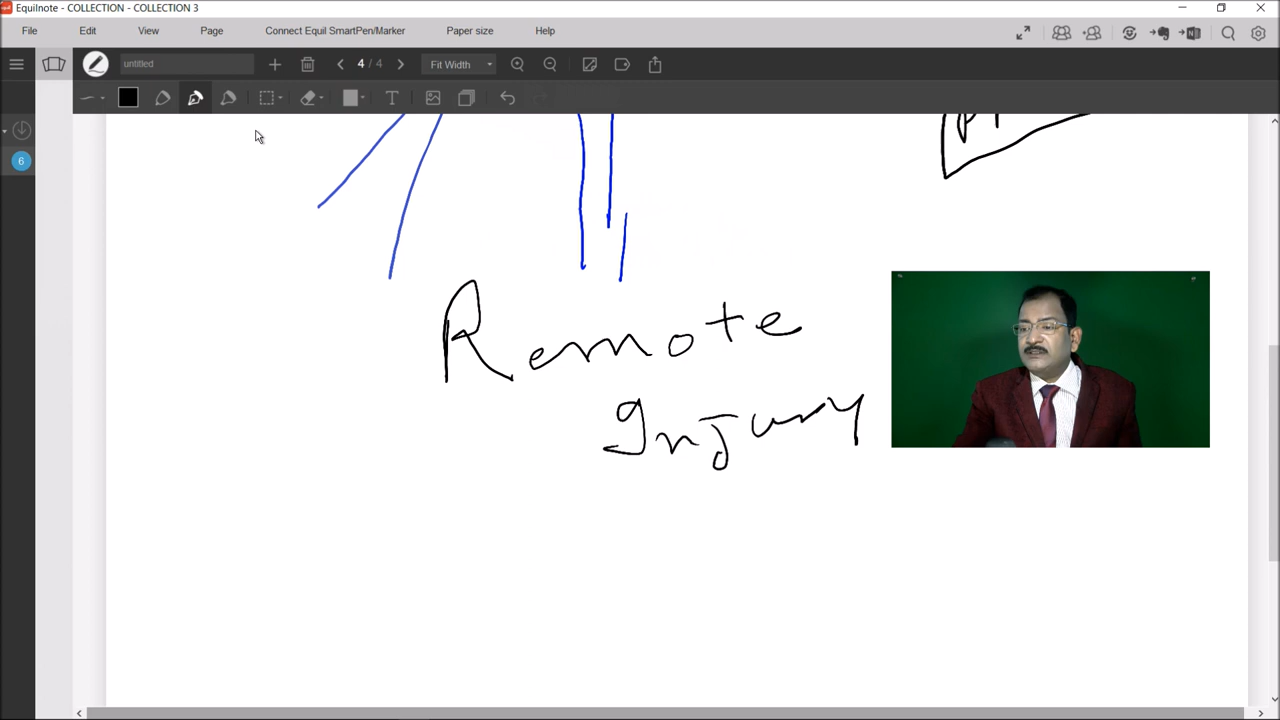 Equilnote - COLLECTION - COLLECTION 3
File Edit View Page Connect Equil SmartPen/Marker Paper size Help
untitled 4 / 4 Fit Width
6
Remote
Injury